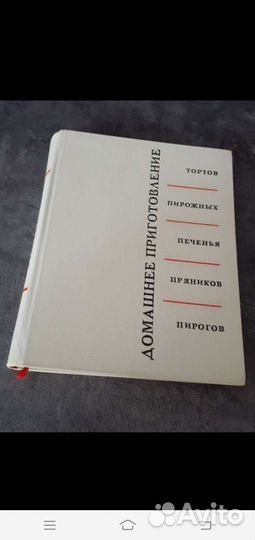 ДОМАШНЕЕ ПРИГОТОВЛЕНИЕ
ТОРТОВ
ПИРОЖНЫХ
ПЕЧЕНЬЯ
ПРЯНИКОВ
ПИРОГОВ
Avito